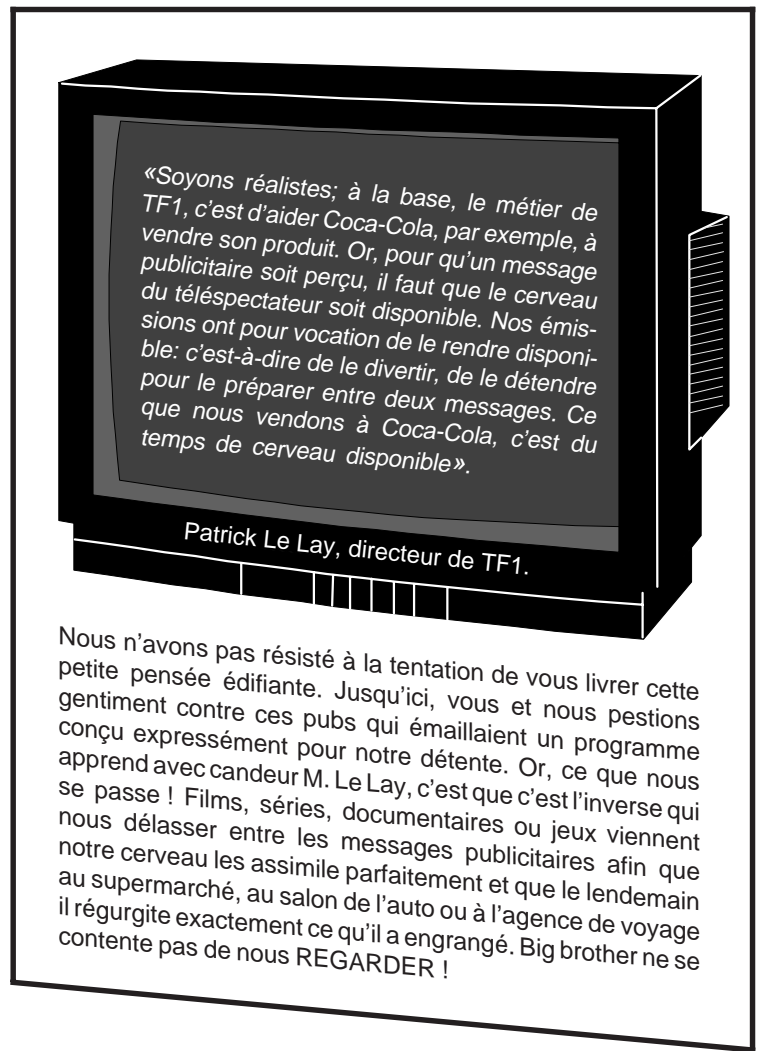 «Soyons réalistes; à la base, le métier de
TF1, c'est d'aider Coca-Cola, par exemple, à
vendre son produit. Or, pour qu'un message
publicitaire soit perçu, il faut que le cerveau
du téléspectateur soit disponible. Nos émis-
sions ont pour vocation de le rendre disponi-
ble: c'est-à-dire de le divertir, de le détendre
pour le préparer entre deux messages. Ce
que nous vendons à Coca-Cola, c'est du
temps de cerveau disponible».
Patrick Le Lay, directeur de TF1.
Nous n'avons pas résisté à la tentation de vous livrer cette
petite pensée édifiante. Jusqu'ici, vous et nous pestions
gentiment contre ces pubs qui émaillaient un programme
conçu expressément pour notre détente. Or, ce que nous
apprend avec candeur M. Le Lay, c'est que c'est l'inverse qui
se passe ! Films, séries, documentaires ou jeux viennent
nous délasser entre les messages publicitaires afin que
notre cerveau les assimile parfaitement et que le lendemain
au supermarché, au salon de l'auto ou à l'agence de voyage
il régurgite exactement ce qu'il a engrangé. Big brother ne se
contente pas de nous REGARDER !